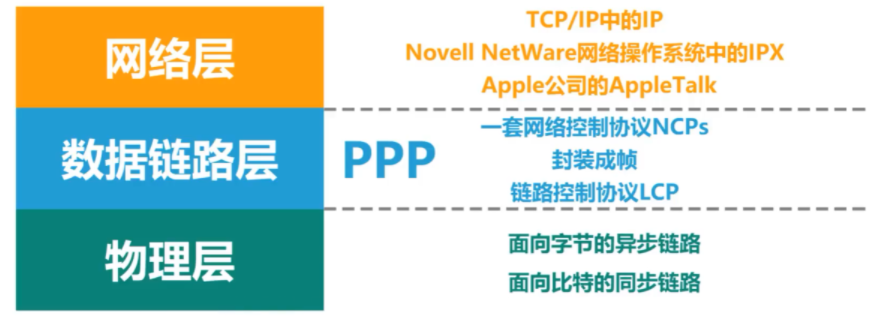 网络层
TCP/IP中的IP
Novell NetWare网络操作系统中的IPX
Apple公司的AppleTalk
数据链路层
PPP
一套网络控制协议NCPs
封装成帧
链路控制协议LCP
物理层
面向字节的异步链路
面向比特的同步链路